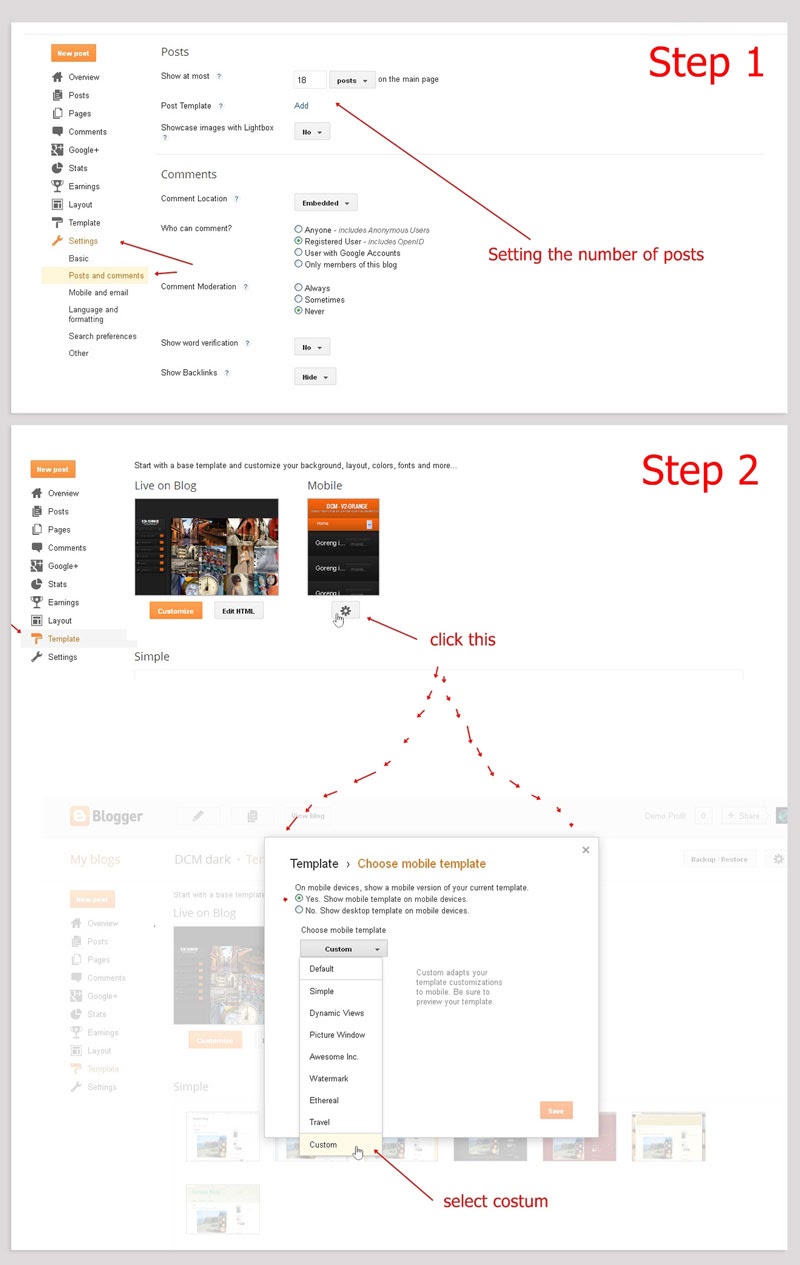 Step 1
New post
Overview
Posts
Pages
Comments
Google+
Stats
Earnings
Layout
Template
Settings
Basic
Posts and comments
Mobile and email
Language and
formatting
Search preferences
Other
Posts
Show at most ? 18 posts on the main page
Post Template ? Add
Showcase images with Lightbox No
?
Setting the number of posts
Comments
Comment Location ? Embedded
Who can comment? Anyone - includes Anonymous Users
Registered User - includes OpenID
User with Google Accounts
Only members of this blog
Comment Moderation ? Always
Sometimes
Never
Show word verification ? No
Show Backlinks ? Hide
Step 2
New post
Overview
Posts
Pages
Comments
Google+
Stats
Earnings
Layout
Template
Settings
Start with a base template and customize your background, layout, colors, fonts and more...
Live on Blog
Mobile
DCM - V2 ORANGE
Home
Goreng i...
Goreng i...
Customize
Edit HTML
click this
Simple
Blogger
View blog
Demo Profil
0
+ Share
My blogs
DCM dark · Tem
Backup / Restore
New post
Overview
Posts
Pages
Comments
Google+
Stats
Earnings
Layout
Template
Settings
Start with a base template
Live on Blog
Customize
Simple
Template › Choose mobile template
On mobile devices, show a mobile version of your current template.
Yes. Show mobile template on mobile devices.
No. Show desktop template on mobile devices.
Choose mobile template
Custom
Default
Simple
Dynamic Views
Picture Window
Awesome Inc.
Watermark
Ethereal
Travel
Custom
Custom adapts your
template customizations
to mobile. Be sure to
preview your template.
Save
select costum